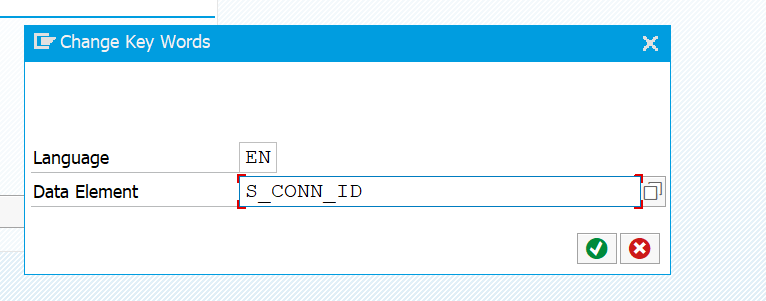 Change Key Words
Language EN
Data Element S_CONN_ID